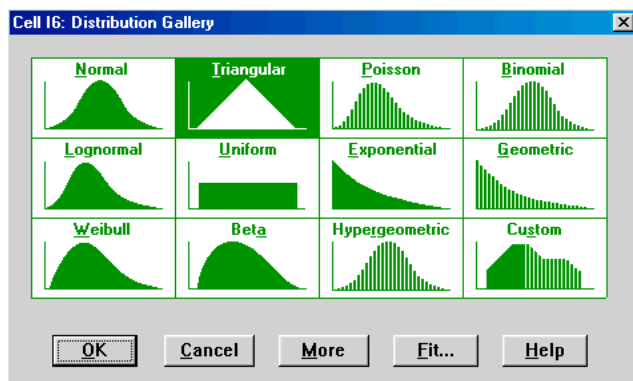 Cell I6: Distribution Gallery
Normal Triangular Poisson Binomial
Lognormal Uniform Exponential Geometric
Weibull Beta Hypergeometric Custom
OK Cancel More Fit... Help